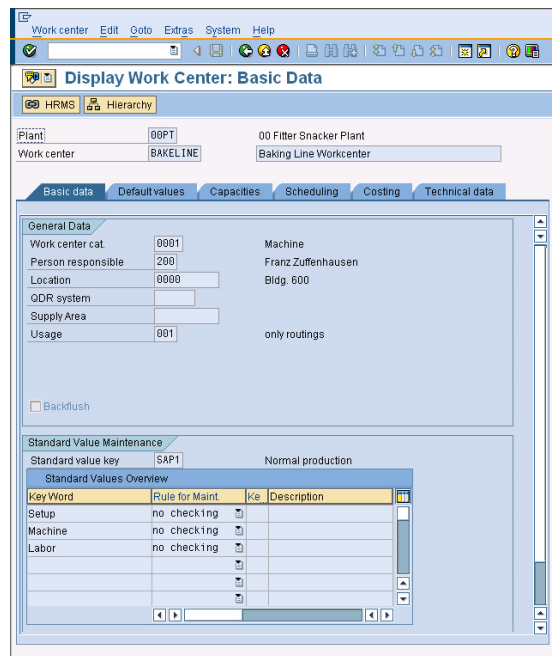 Work center Edit Goto Extras System Help
Display Work Center: Basic Data
HRMS Hierarchy
Plant 00PT 00 Fitter Snacker Plant
Work center BAKELINE Baking Line Workcenter
Basic data Default values Capacities Scheduling Costing Technical data
General Data
Work center cat. 0001 Machine
Person responsible 200 Franz Zuffenhausen
Location 0000 Bldg. 600
QDR system
Supply Area
Usage 001 only routings
Backflush
Standard Value Maintenance
Standard value key SAP1 Normal production
Standard Values Overview
Key Word Rule for Maint. Ke.. Description
Setup no checking
Machine no checking
Labor no checking